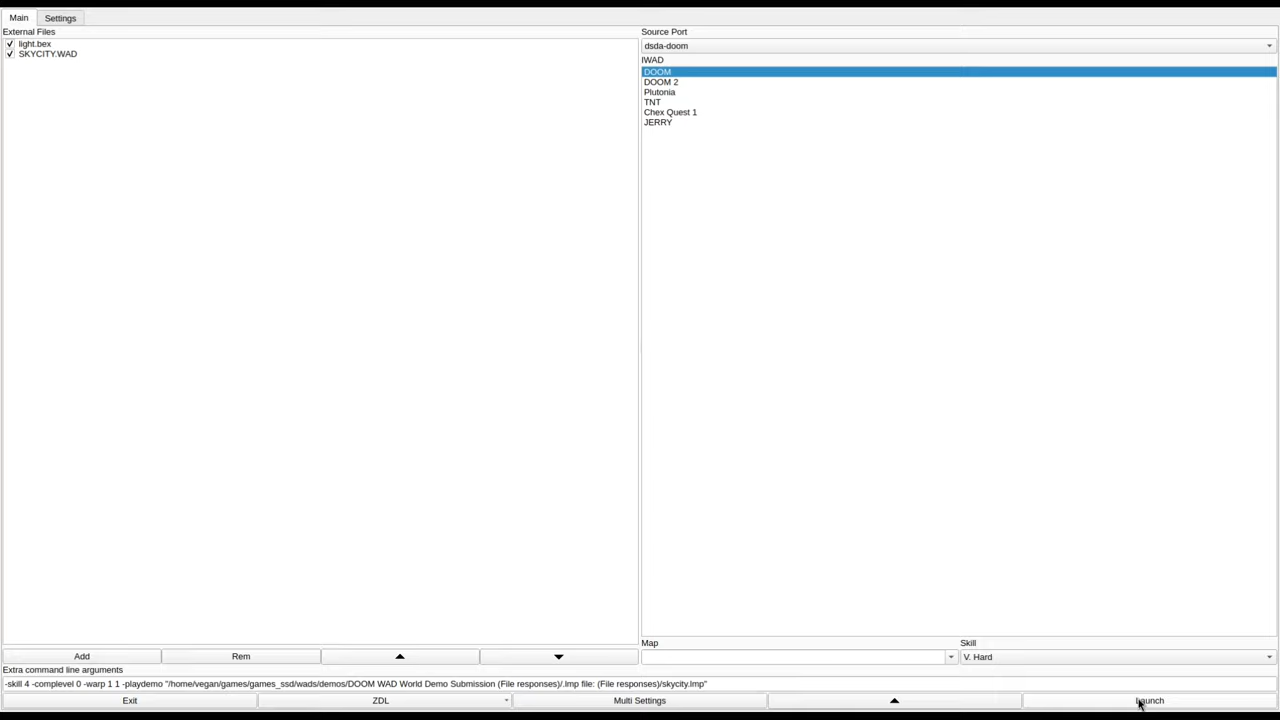 Main Settings
External Files
light.bex
SKYCITY.WAD
Source Port
dsda-doom
IWAD
DOOM
DOOM 2
Plutonia
TNT
Chex Quest 1
JERRY
Map
Skill
V. Hard
Add
Rem
Extra command line arguments
-skill 4 -complevel 0 -warp 1 1 -playdemo "/home/vegan/games/games_ssd/wads/demos/DOOM WAD World Demo Submission (File responses)/.lmp file: (File responses)/skycity.lmp"
Exit
ZDL
Multi Settings
Launch